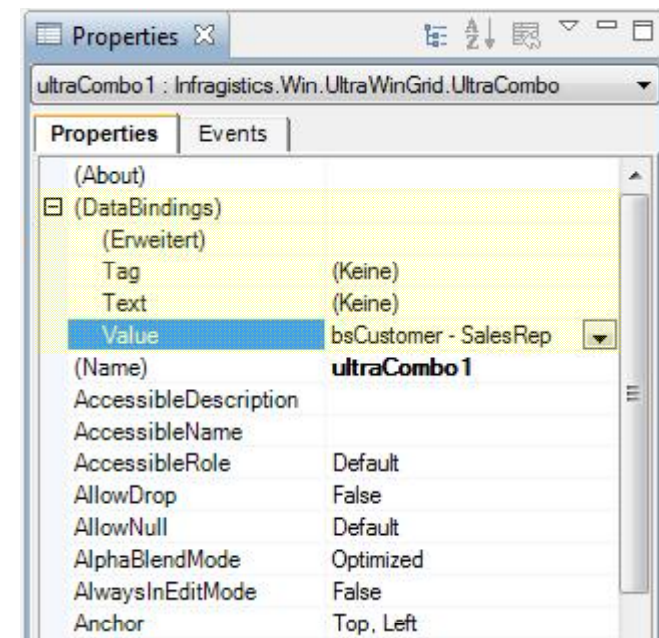 Properties
ultraCombo1 : Infragistics.Win.UltraWinGrid.UltraCombo
Properties Events
(About)
(DataBindings)
(Erweitert)
Tag (Keine)
Text (Keine)
Value bsCustomer - SalesRep
(Name) ultraCombo1
AccessibleDescription
AccessibleName
AccessibleRole Default
AllowDrop False
AllowNull Default
AlphaBlendMode Optimized
AlwaysInEditMode False
Anchor Top, Left